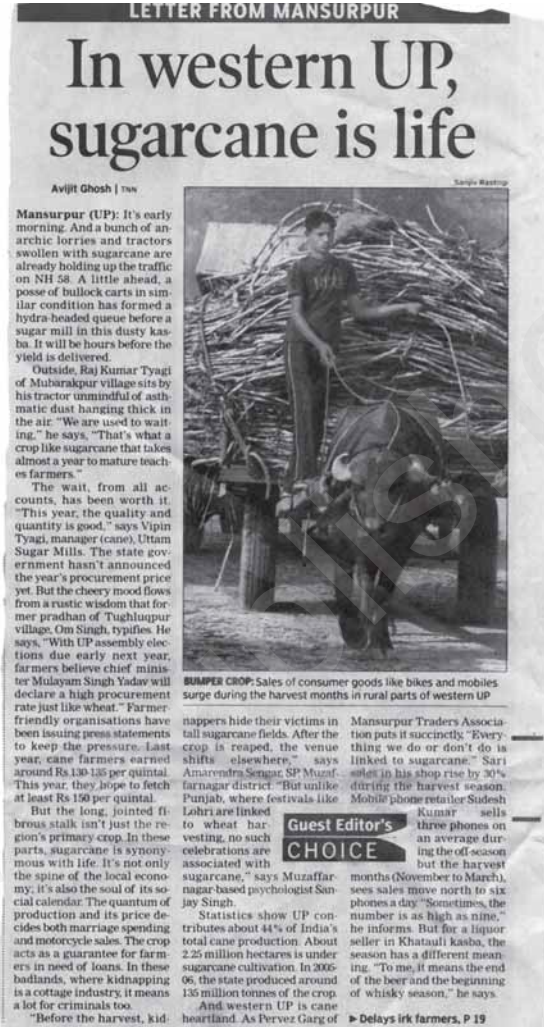 LETTER FROM MANSURPUR
In western UP,
sugarcane is life
Avijit Ghosh | TNN
Sanjiv Rastogi
Mansurpur (UP): It's early
morning. And a bunch of an-
archic lorries and tractors
swollen with sugarcane are
already holding up the traffic
on NH 58. A little ahead, a
posse of bullock carts in sim-
ilar condition has formed a
hydra-headed queue before a
sugar mill in this dusty kas-
ba. It will be hours before the
yield is delivered.
Outside, Raj Kumar Tyagi
of Mubarakpur village sits by
his tractor unmindful of asth-
matic dust hanging thick in
the air. "We are used to wait-
ing," he says, "That's what a
crop like sugarcane that takes
almost a year to mature teach-
es farmers."
The wait, from all ac-
counts, has been worth it.
"This year, the quality and
quantity is good," says Vipin
Tyagi, manager (cane), Uttam
Sugar Mills. The state gov-
ernment hasn't announced
the year's procurement price
yet. But the cheery mood flows
from a rustic wisdom that for-
mer pradhan of Tughluqpur
village, Om Singh, typifies. He
says, "With UP assembly elec-
tions due early next year,
farmers believe chief minis-
ter Mulayam Singh Yadav will
declare a high procurement
rate just like wheat." Farmer-
friendly organisations have
been issuing press statements
to keep the pressure. Last
year, cane farmers earned
around Rs 130-135 per quintal.
This year, they hope to fetch
at least Rs 150 per quintal.
But the long, jointed fi-
brous stalk isn't just the re-
gion's primary crop. In these
parts, sugarcane is synony-
mous with life. It's not only
the spine of the local econo-
my; it's also the soul of its so-
cial calendar. The quantum of
production and its price de-
cides both marriage spending
and motorcycle sales. The crop
acts as a guarantee for farm-
ers in need of loans. In these
badlands, where kidnapping
is a cottage industry, it means
a lot for criminals too.
"Before the harvest, kid-
BUMPER CROP: Sales of consumer goods like bikes and mobiles
surge during the harvest months in rural parts of western UP
nappers hide their victims in
tall sugarcane fields. After the
crop is reaped, the venue
shifts elsewhere," says
Amarendra Sengar, SP, Muzaf-
farnagar district. "But unlike
Punjab, where festivals like
Lohri are linked
to wheat har-
vesting, no such
celebrations are
associated with
sugarcane," says Muzaffar-
nagar-based psychologist San-
jay Singh.
Statistics show UP con-
tributes about 44% of India's
total cane production. About
2.25 million hectares is under
sugarcane cultivation. In 2005-
06, the state produced around
135 million tonnes of the crop.
And western UP is cane
heartland. As Pervez Garg of
Guest Editor's
CHOICE
Mansurpur Traders Associa-
tion puts it succinctly, "Every-
thing we do or don't do is
linked to sugarcane." Sari
sales in his shop rise by 30%
during the harvest season.
Mobile phone retailer Sudesh
Kumar sells
three phones on
an average dur-
ing the off-season
but the harvest
months (November to March),
sees sales move north to six
phones a day. "Sometimes, the
number is as high as nine,"
he informs. But for a liquor
seller in Khatauli kasba, the
season has a different mean-
ing. "To me, it means the end
of the beer and the beginning
of whisky season," he says.
▶ Delays irk farmers, P 19